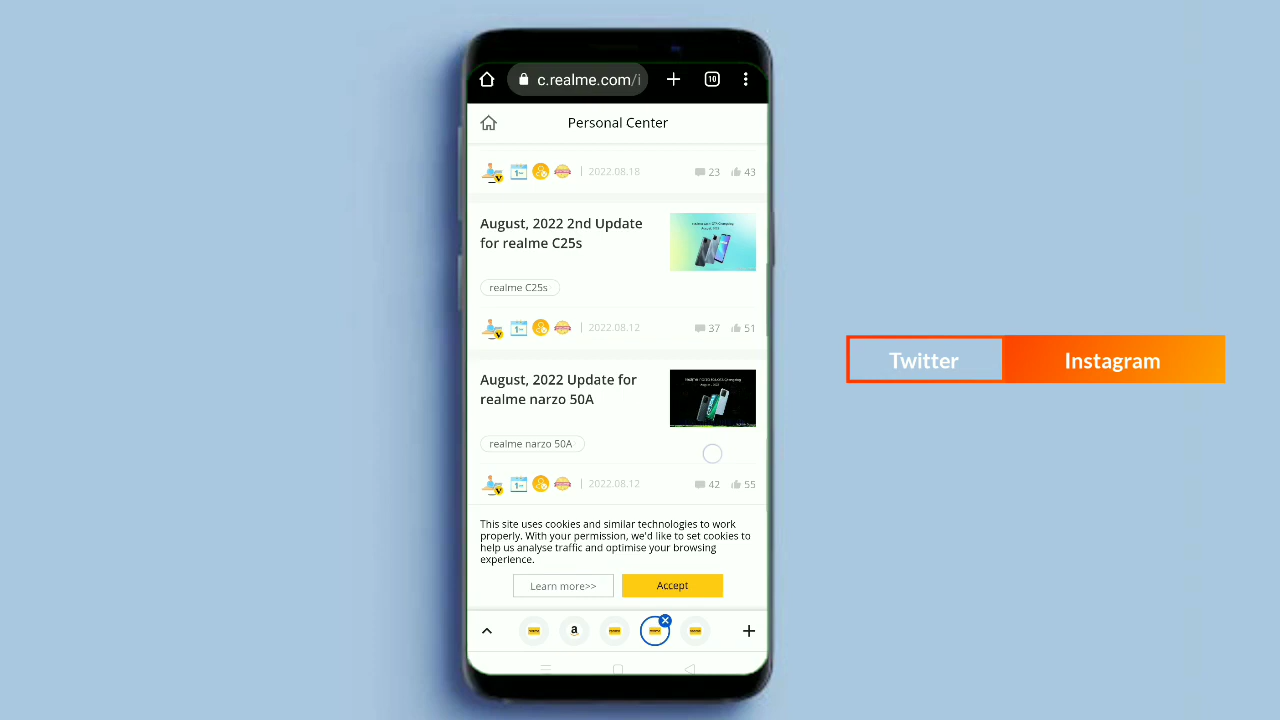 c.realme.com/i
10
Personal Center
2022.08.18
23
43
August, 2022 2nd Update
for realme C25s
realme C25s
2022.08.12
37
51
August, 2022 Update for
realme narzo 50A
realme narzo 50A
2022.08.12
42
55
This site uses cookies and similar technologies to work
properly. With your permission, we'd like to set cookies to
help us analyse traffic and optimise your browsing
experience.
Learn more>>
Accept
Twitter
Instagram